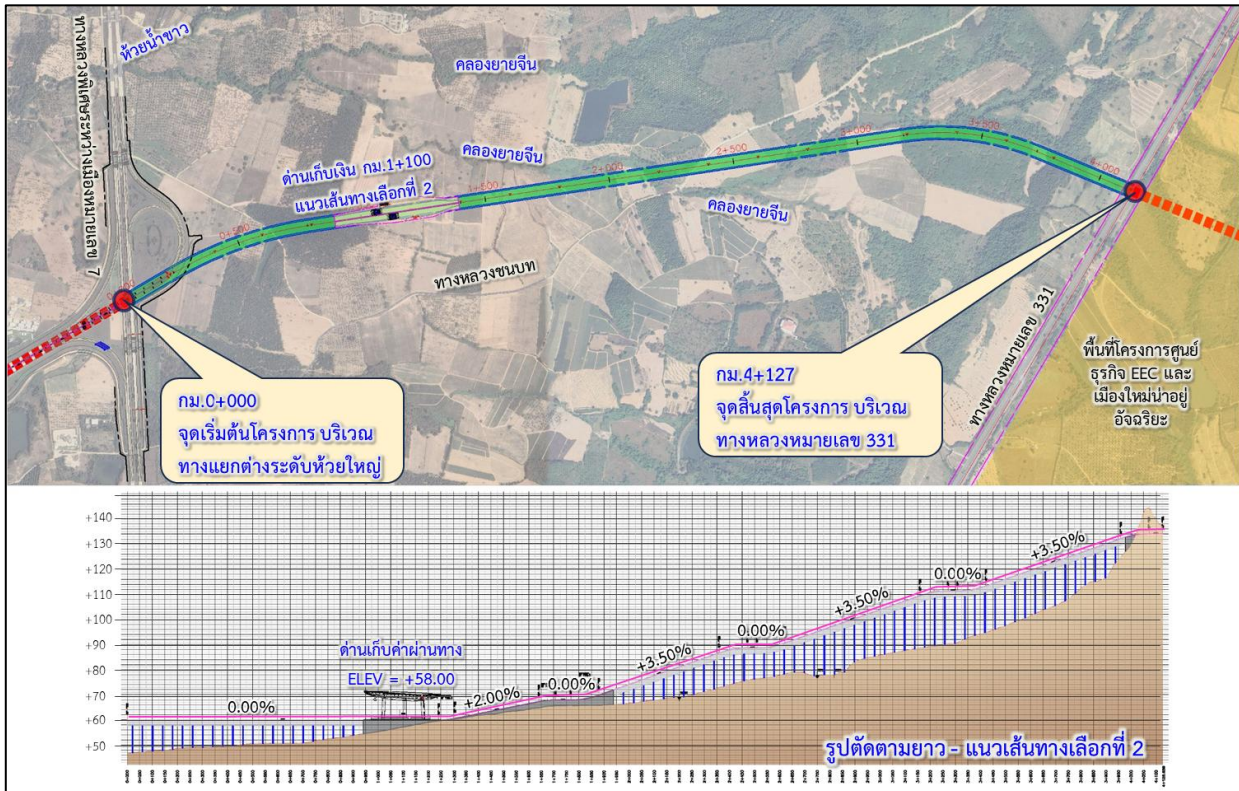 ห้วยน้ำขาว
ทางหลวงพิเศษระหว่างเมืองหมายเลข 7
คลองยายจีน
คลองยายจีน
คลองยายจีน
ด่านเก็บเงิน กม.1+100
แนวเส้นทางเลือกที่ 2
0+500
1+500
2+000
2+500
3+000
3+500
4+000
ทางหลวงชนบท
ทางหลวงหมายเลข 331
กม.0+000
จุดเริ่มต้นโครงการ บริเวณ
ทางแยกต่างระดับห้วยใหญ่
กม.4+127
จุดสิ้นสุดโครงการ บริเวณ
ทางหลวงหมายเลข 331
พื้นที่โครงการศูนย์
ธุรกิจ EEC และ
เมืองใหม่น่าอยู่
อัจฉริยะ
+140
+130
+120
+110
+100
+90
+80
+70
+60
+50
ด่านเก็บค่าผ่านทาง
ELEV = +58.00
0.00%
+2.00%
0.00%
+3.50%
0.00%
+3.50%
0.00%
+3.50%
รูปตัดตามยาว - แนวเส้นทางเลือกที่ 2